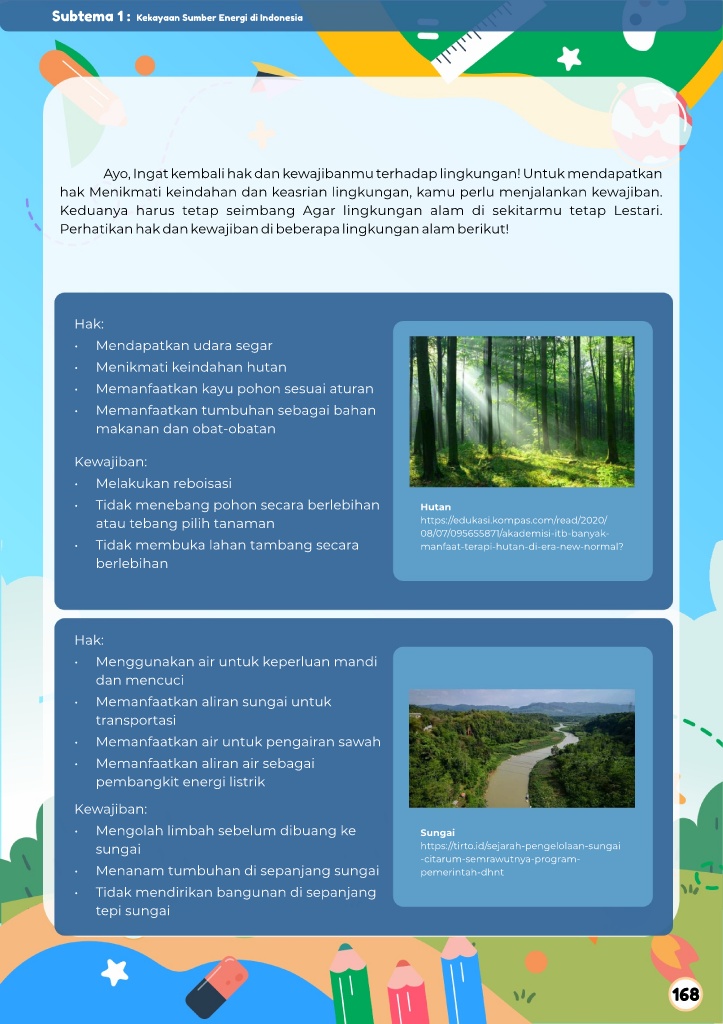 Subtema 1 : Kekayaan Sumber Energi di Indonesia
Ayo, Ingat kembali hak dan kewajibanmu terhadap lingkungan! Untuk mendapatkan
hak Menikmati keindahan dan keasrian lingkungan, kamu perlu menjalankan kewajiban.
Keduanya harus tetap seimbang Agar lingkungan alam di sekitarmu tetap Lestari.
Perhatikan hak dan kewajiban di beberapa lingkungan alam berikut!
Hak:
• Mendapatkan udara segar
• Menikmati keindahan hutan
• Memanfaatkan kayu pohon sesuai aturan
• Memanfaatkan tumbuhan sebagai bahan
makanan dan obat-obatan
Kewajiban:
• Melakukan reboisasi
• Tidak menebang pohon secara berlebihan
atau tebang pilih tanaman
• Tidak membuka lahan tambang secara
berlebihan
Hutan
https://edukasi.kompas.com/read/2020/
08/07/095655871/akademisi-itb-banyak-
manfaat-terapi-hutan-di-era-new-normal?
Hak:
• Menggunakan air untuk keperluan mandi
dan mencuci
• Memanfaatkan aliran sungai untuk
transportasi
• Memanfaatkan air untuk pengairan sawah
• Memanfaatkan aliran air sebagai
pembangkit energi listrik
Kewajiban:
• Mengolah limbah sebelum dibuang ke
sungai
• Menanam tumbuhan di sepanjang sungai
• Tidak mendirikan bangunan di sepanjang
tepi sungai
Sungai
https://tirto.id/sejarah-pengelolaan-sungai
-citarum-semrawutnya-program-
pemerintah-dhnt
168